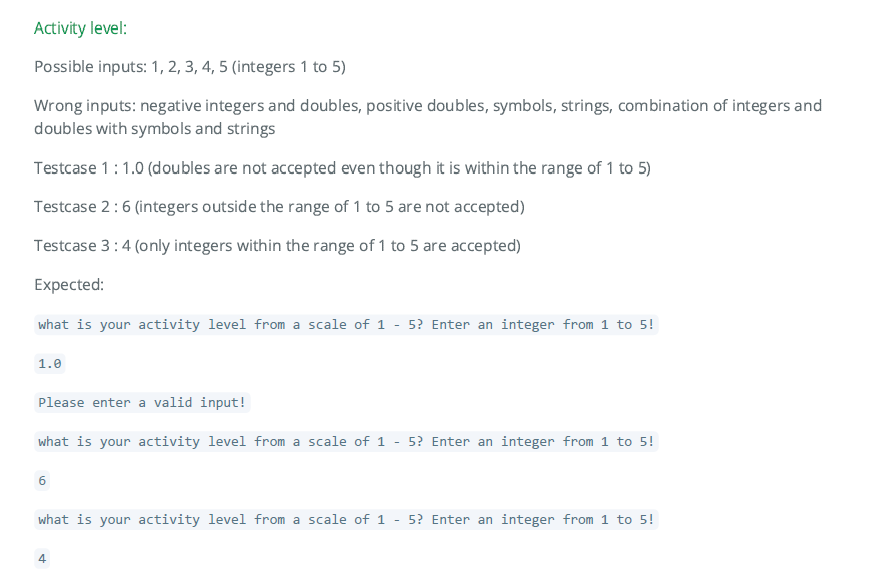 Activity level:
Possible inputs: 1, 2, 3, 4, 5 (integers 1 to 5)
Wrong inputs: negative integers and doubles, positive doubles, symbols, strings, combination of integers and
doubles with symbols and strings
Testcase 1 : 1.0 (doubles are not accepted even though it is within the range of 1 to 5)
Testcase 2 : 6 (integers outside the range of 1 to 5 are not accepted)
Testcase 3 : 4 (only integers within the range of 1 to 5 are accepted)
Expected:
what is your activity level from a scale of 1 - 5? Enter an integer from 1 to 5!
1.0
Please enter a valid input!
what is your activity level from a scale of 1 - 5? Enter an integer from 1 to 5!
6
what is your activity level from a scale of 1 - 5? Enter an integer from 1 to 5!
4